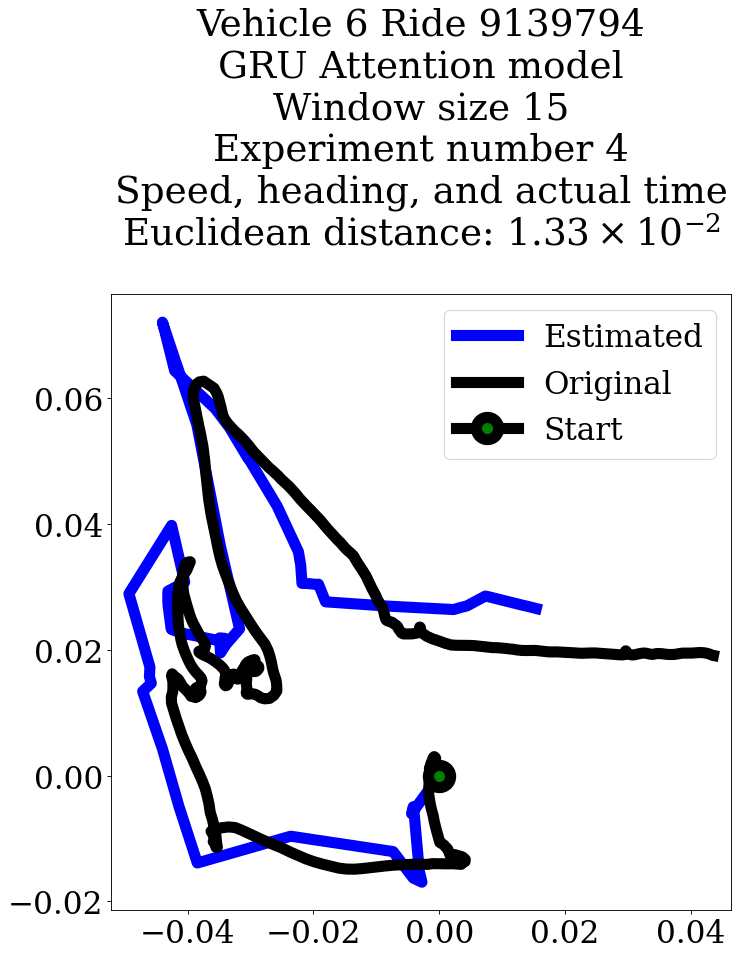 Vehicle 6 Ride 9139794
GRU Attention model
Window size 15
Experiment number 4
Speed, heading, and actual time
Euclidean distance: 1.33 × 10⁻²
Estimated
Original
Start
0.06
0.04
0.02
0.00
−0.02
−0.04 −0.02 0.00 0.02 0.04